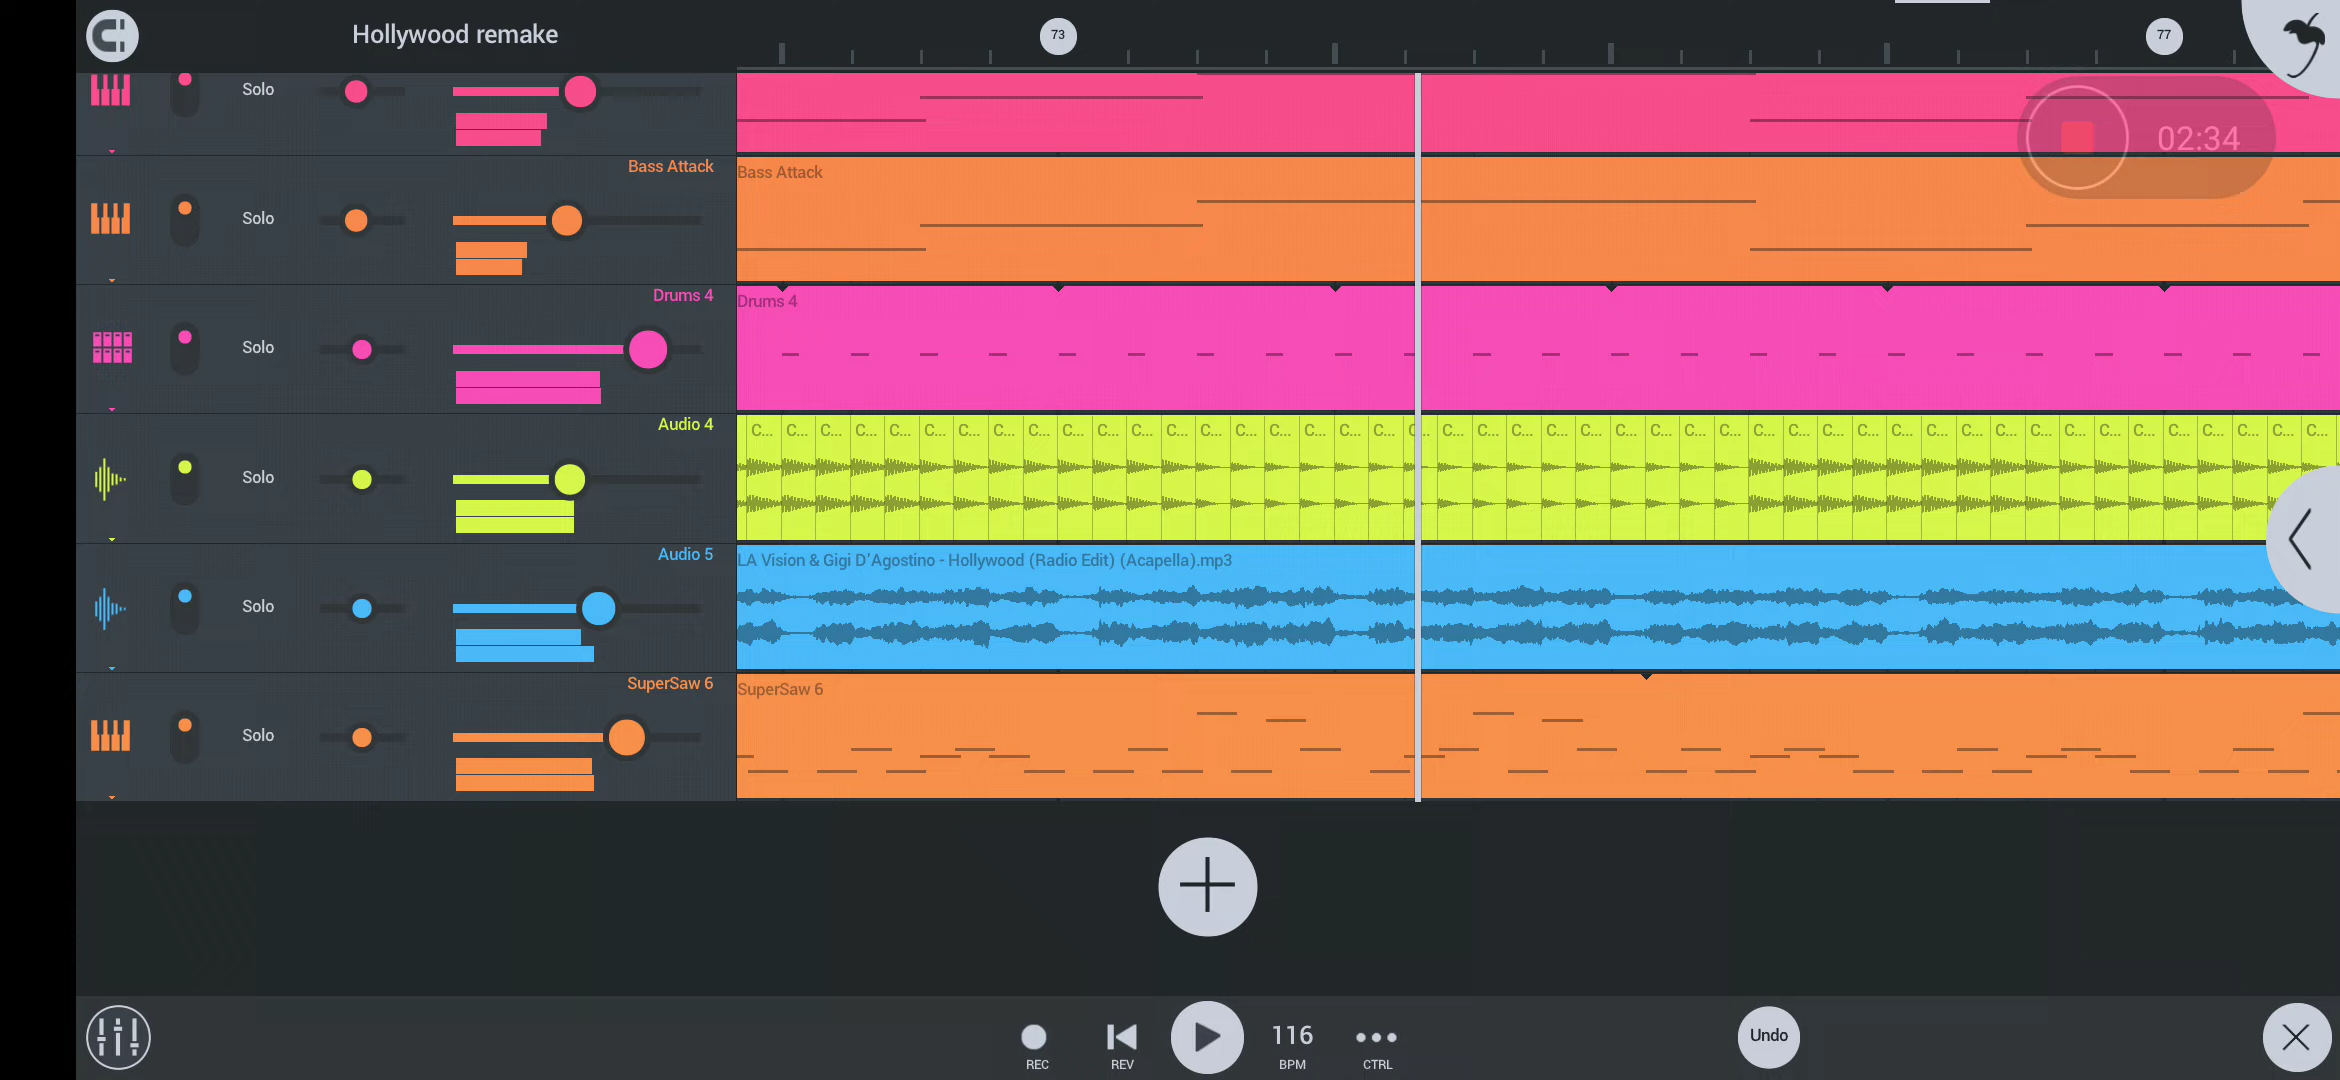 Hollywood remake
73
77
Solo
02:34
Bass Attack
Bass Attack
Solo
Drums 4
Drums 4
Solo
Audio 4
C... C... C... C... C... C... C... C... C... C... C... C... C... C... C... C... C... C... C... C... C... C... C... C... C... C... C... C... C... C... C... C... C... C... C... C... C... C... C... C... C... C... C... C... C... C...
Solo
Audio 5
LA Vision & Gigi D'Agostino - Hollywood (Radio Edit) (Acapella).mp3
Solo
SuperSaw 6
SuperSaw 6
Solo
116
Undo
REC
REV
BPM
CTRL